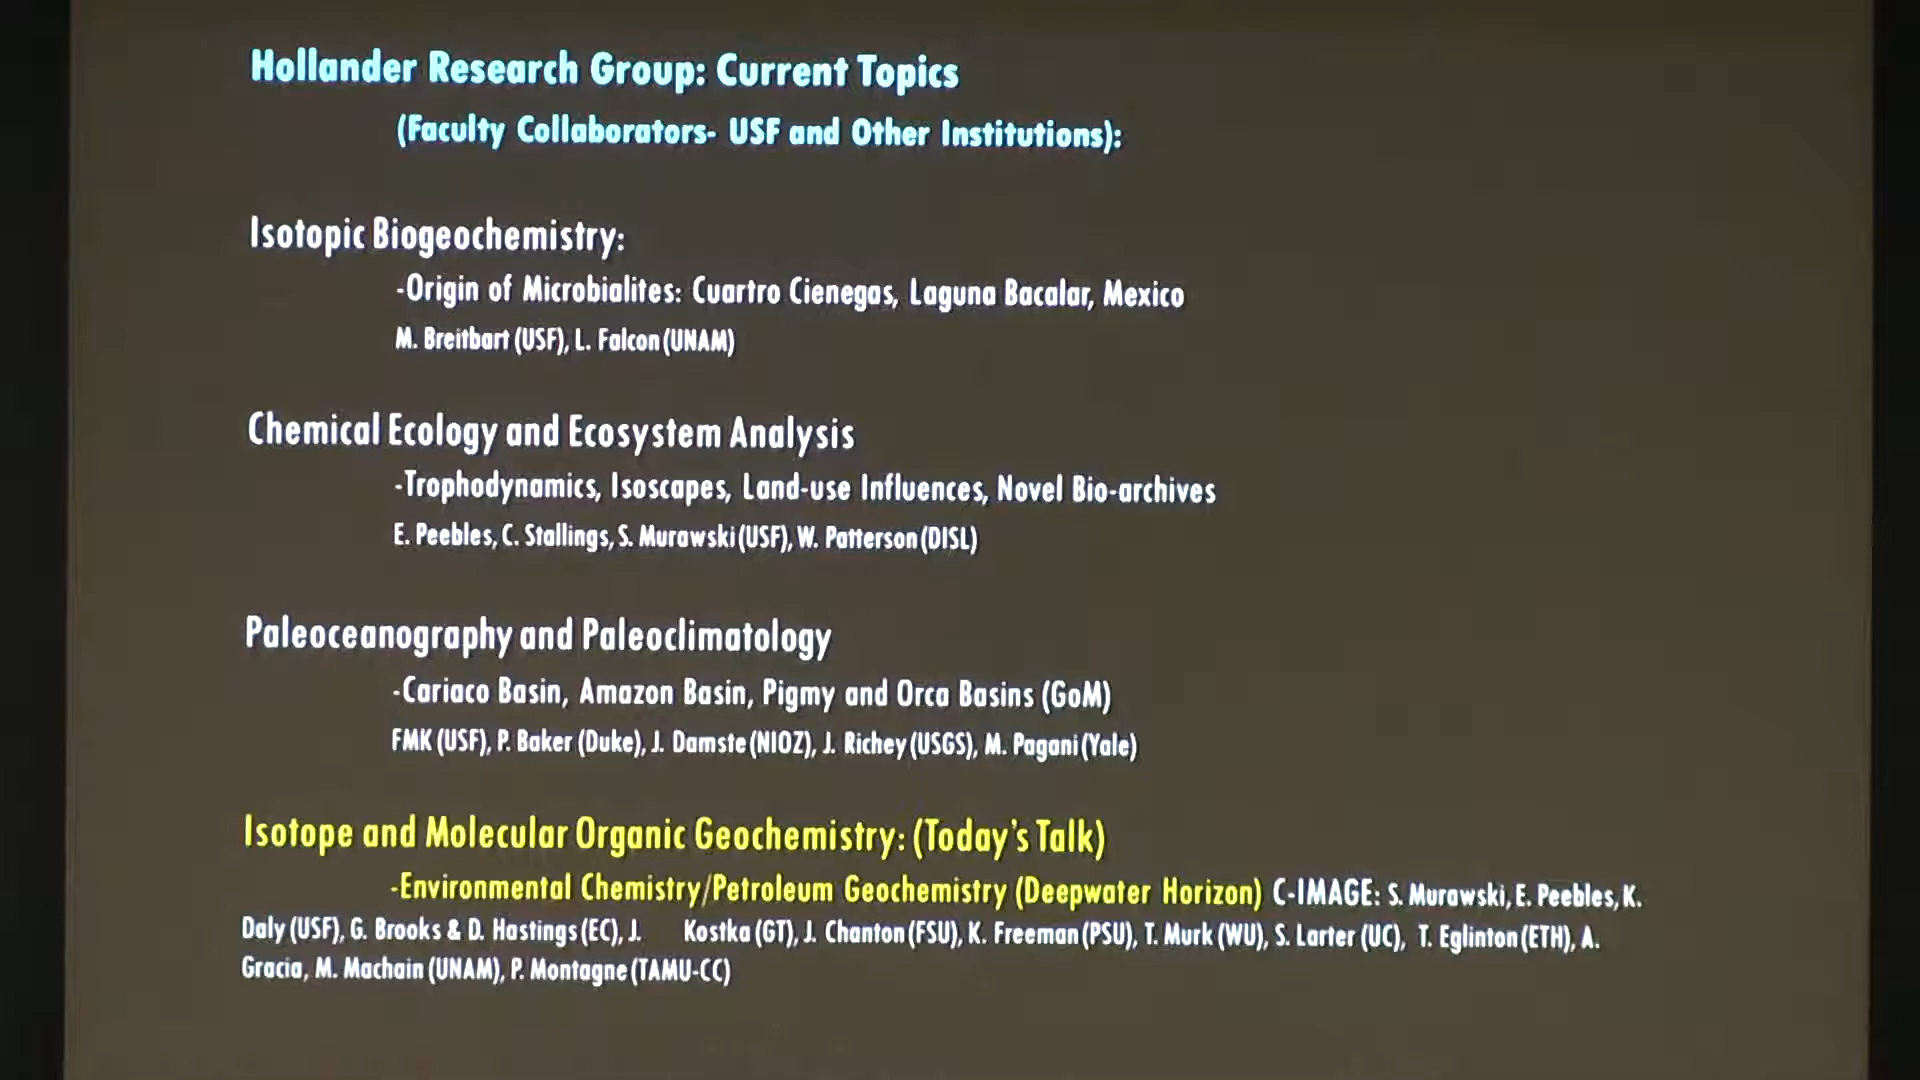 Hollander Research Group: Current Topics
(Faculty Collaborators- USF and Other Institutions):
Isotopic Biogeochemistry:
-Origin of Microbialites: Cuartro Cienegas, Laguna Bacalar, Mexico
M. Breitbart (USF), L. Falcon (UNAM)
Chemical Ecology and Ecosystem Analysis
-Trophodynamics, Isoscapes, Land-use Influences, Novel Bio-archives
E. Peebles, C. Stallings, S. Murawski (USF), W. Patterson (DISL)
Paleoceanography and Paleoclimatology
-Cariaco Basin, Amazon Basin, Pigmy and Orca Basins (GoM)
FMK (USF), P. Baker (Duke), J. Damste (NIOZ), J. Richey (USGS), M. Pagani (Yale)
Isotope and Molecular Organic Geochemistry: (Today's Talk)
-Environmental Chemistry/Petroleum Geochemistry (Deepwater Horizon) C-IMAGE: S. Murawski, E. Peebles, K.
Daly (USF), G. Brooks & D. Hastings (EC), J. Kostka (GT), J. Chanton (FSU), K. Freeman (PSU), T. Murk (WU), S. Larter (UC), T. Eglinton (ETH), A.
Gracia, M. Machain (UNAM), P. Montagne (TAMU-CC)